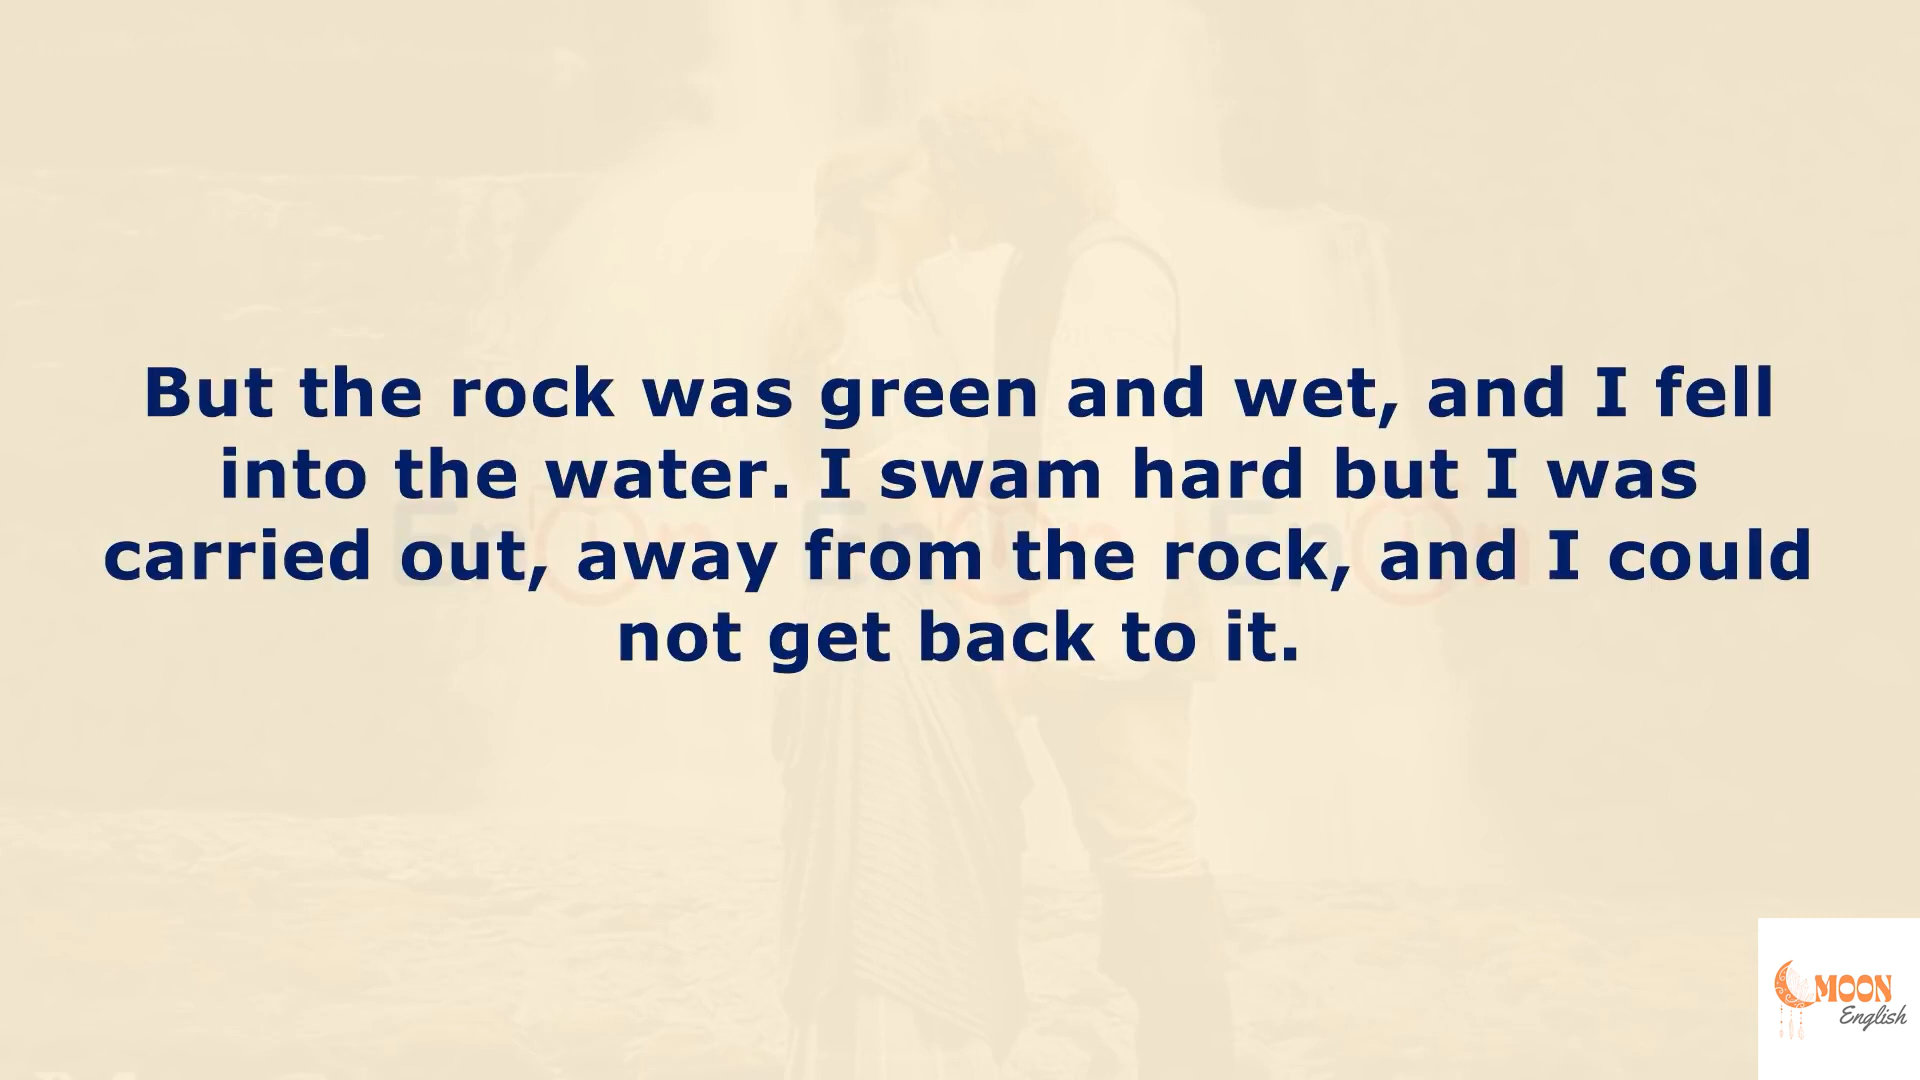 But the rock was green and wet, and I fell
into the water. I swam hard but I was
carried out, away from the rock, and I could
not get back to it.
MOON
English